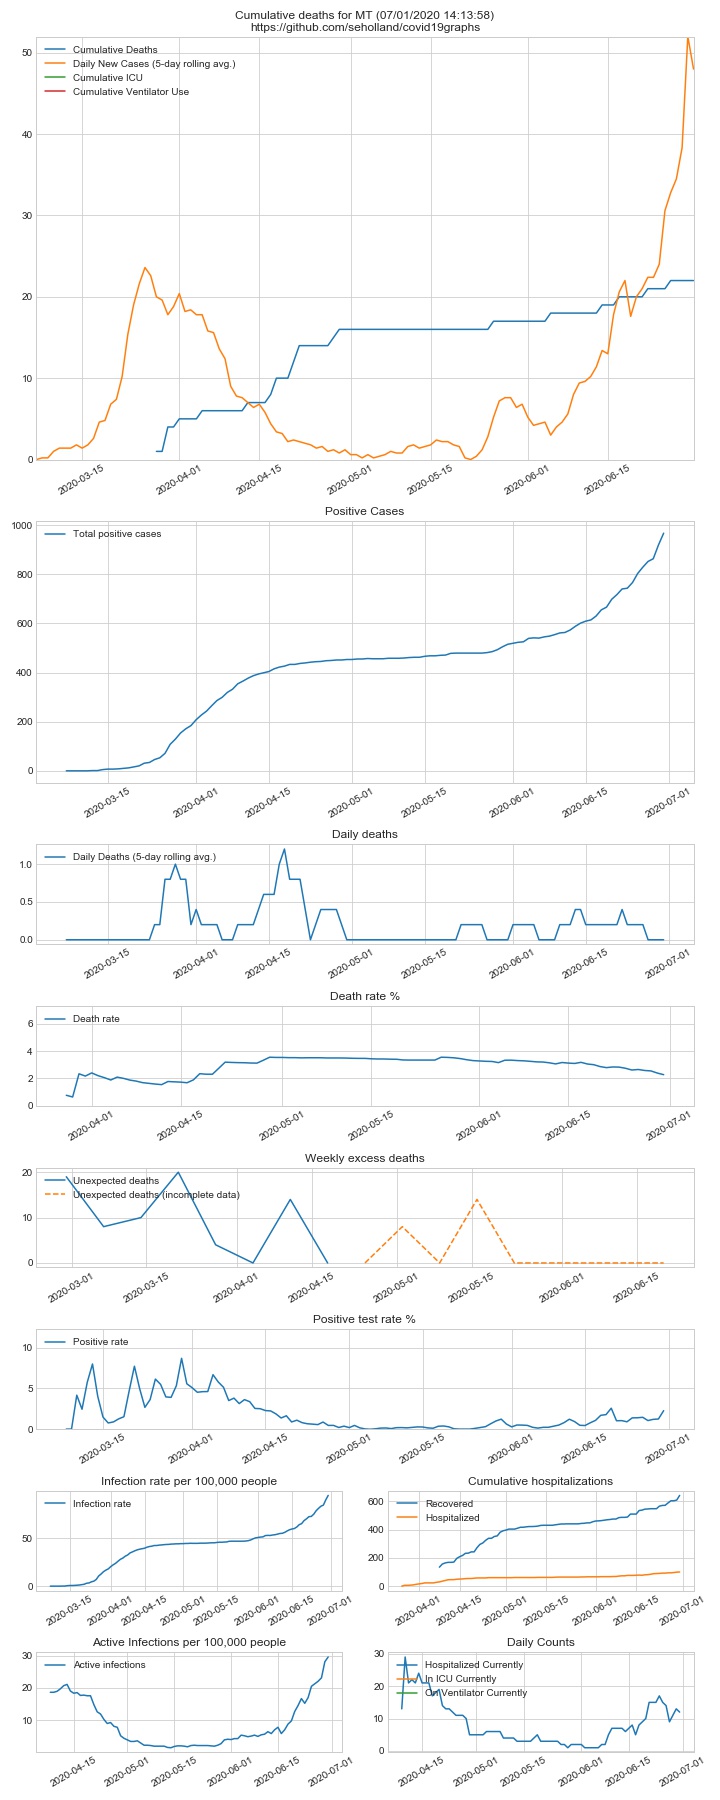 Cumulative deaths for MT (07/01/2020 14:13:58)
https://github.com/seholland/covid19graphs
Cumulative Deaths
Daily New Cases (5-day rolling avg.)
Cumulative ICU
Cumulative Ventilator Use
50
40
30
20
10
0
2020-03-15 2020-04-01 2020-04-15 2020-05-01 2020-05-15 2020-06-01 2020-06-15
Positive Cases
Total positive cases
1000
800
600
400
200
0
2020-03-15 2020-04-01 2020-04-15 2020-05-01 2020-05-15 2020-06-01 2020-06-15 2020-07-01
Daily deaths
Daily Deaths (5-day rolling avg.)
1.0
0.5
0.0
2020-03-15 2020-04-01 2020-04-15 2020-05-01 2020-05-15 2020-06-01 2020-06-15 2020-07-01
Death rate %
Death rate
6
4
2
0
2020-04-01 2020-04-15 2020-05-01 2020-05-15 2020-06-01 2020-06-15 2020-07-01
Weekly excess deaths
Unexpected deaths
Unexpected deaths (incomplete data)
20
10
0
2020-03-01 2020-03-15 2020-04-01 2020-04-15 2020-05-01 2020-05-15 2020-06-01 2020-06-15
Positive test rate %
Positive rate
10
5
0
2020-03-15 2020-04-01 2020-04-15 2020-05-01 2020-05-15 2020-06-01 2020-06-15 2020-07-01
Infection rate per 100,000 people
Infection rate
50
0
2020-03-15 2020-04-01 2020-04-15 2020-05-01 2020-05-15 2020-06-01 2020-06-15 2020-07-01
Cumulative hospitalizations
Recovered
Hospitalized
600
400
200
0
2020-04-01 2020-04-15 2020-05-01 2020-05-15 2020-06-01 2020-06-15 2020-07-01
Active Infections per 100,000 people
Active infections
30
20
10
2020-04-15 2020-05-01 2020-05-15 2020-06-01 2020-06-15 2020-07-01
Daily Counts
Hospitalized Currently
In ICU Currently
On Ventilator Currently
30
20
10
0
2020-04-15 2020-05-01 2020-05-15 2020-06-01 2020-06-15 2020-07-01